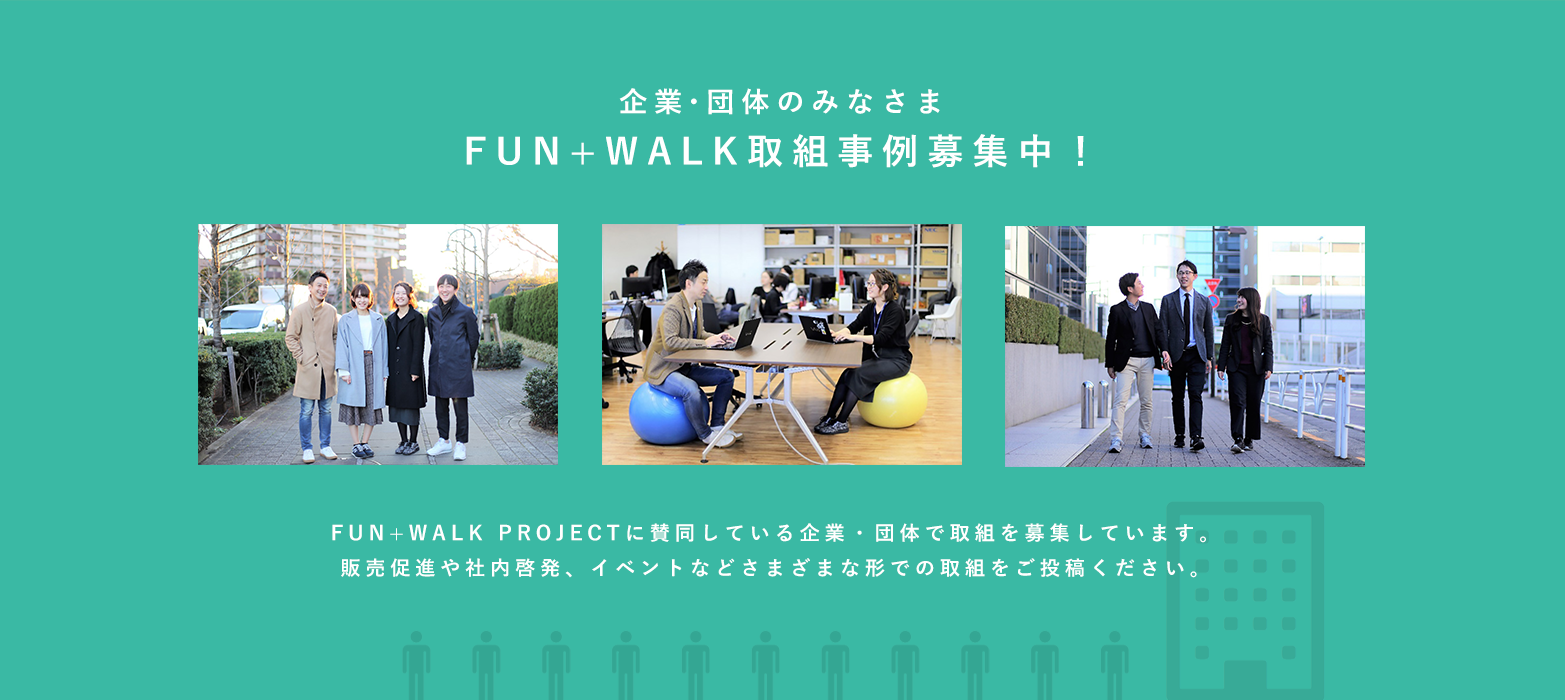 企業・団体のみなさま
FUN+WALK取組事例募集中！
FUN+WALK PROJECTに賛同している企業・団体で取組を募集しています。
販売促進や社内啓発、イベントなどさまざまな形での取組をご投稿ください。